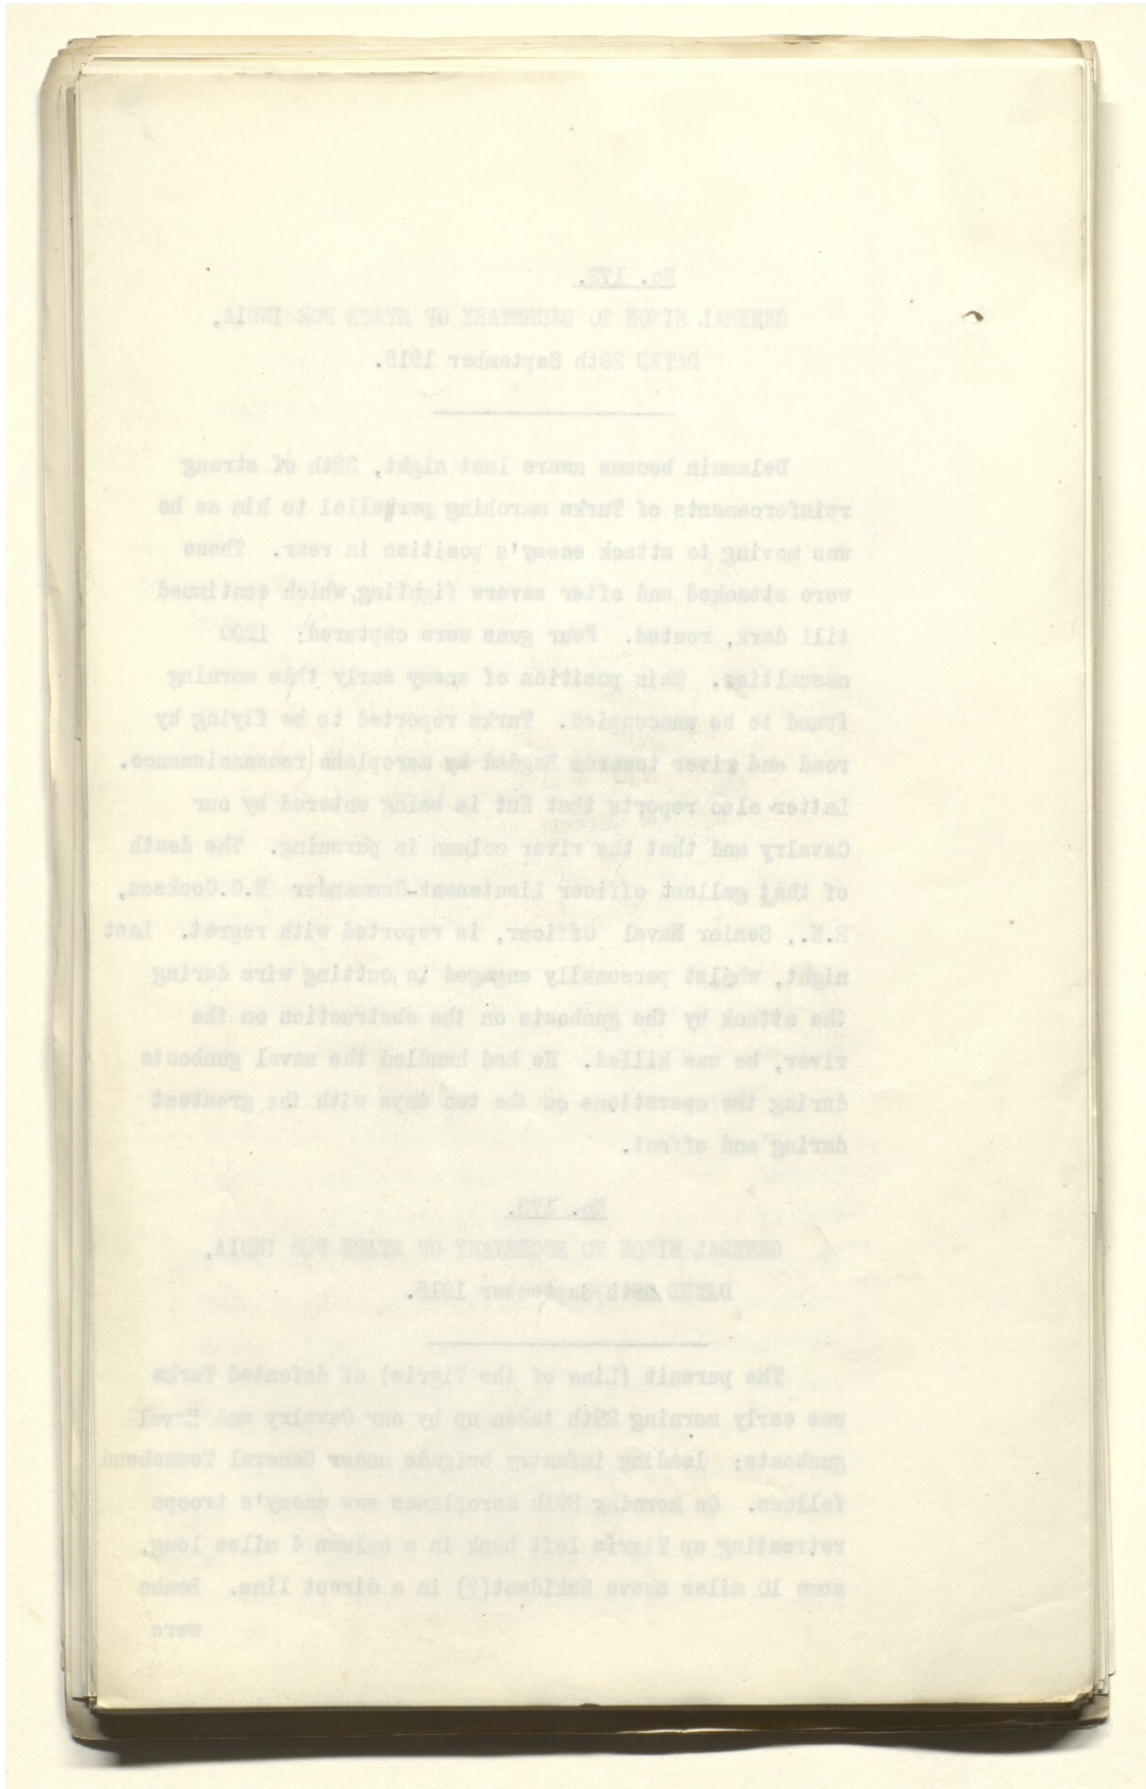 No. 172.
GENERAL NIXON TO SECRETARY OF STATE FOR INDIA,
DATED 29th September 1915.
Delamain became aware last night, 28th of strong
reinforcements of Turks marching parallel to him as he
was moving to attack enemy's position in rear. These
were attacked and after severe fighting, which continued
till dark, routed. Four guns were captured: 1200
casualties. Main position of enemy early this morning
found to be unoccupied. Turks reported to be flying by
road and river towards Bagdad by aeroplane reconnaissance.
Latter also reports that Kut is being entered by our
Cavalry and that the river column is pursuing. The death
of that gallant officer Lieutenant-Commander E.C.Cookson,
R.N., Senior Naval Officer, is reported with regret. Last
night, whilst personally engaged in cutting wire during
the attack by the gunboats on the obstruction on the
river, he was killed. He had handled the naval gunboats
during the operations on the two days with the greatest
daring and effect.
No. 173.
GENERAL NIXON TO SECRETARY OF STATE FOR INDIA,
DATED 29th September 1915.
The pursuit (Line of the Tigris) of defeated Turks
was early morning 29th taken up by our Cavalry and Naval
gunboats; leading infantry brigade under General Townshend
follows. On morning 29th aeroplanes saw enemy's troops
retreating up Tigris left bank in a column 4 miles long,
some 10 miles above (?) in a direct line. Bombs
were